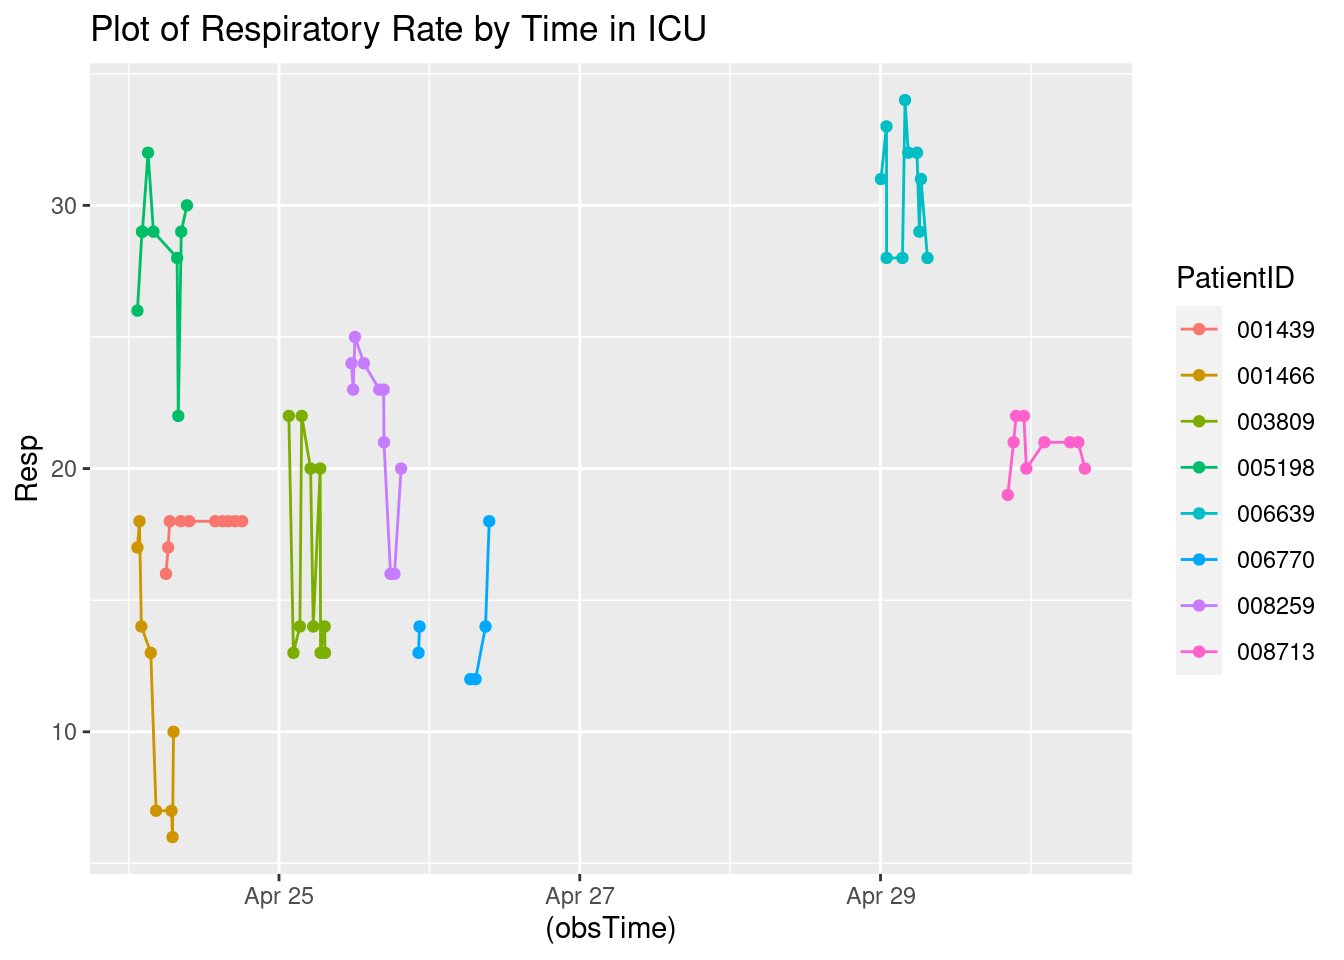 Plot of Respiratory Rate by Time in ICU
Resp
30
20
10
Apr 25
Apr 27
Apr 29
(obsTime)
PatientID
001439
001466
003809
005198
006639
006770
008259
008713